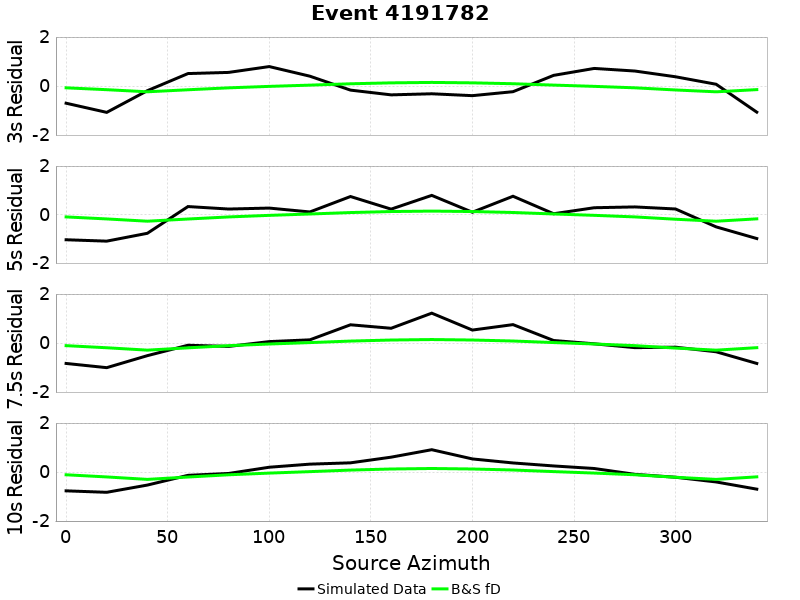 Event 4191782
3s Residual
2
0
-2
5s Residual
2
0
-2
7.5s Residual
2
0
-2
10s Residual
2
0
-2
0 50 100 150 200 250 300
Source Azimuth
Simulated Data B&S fD